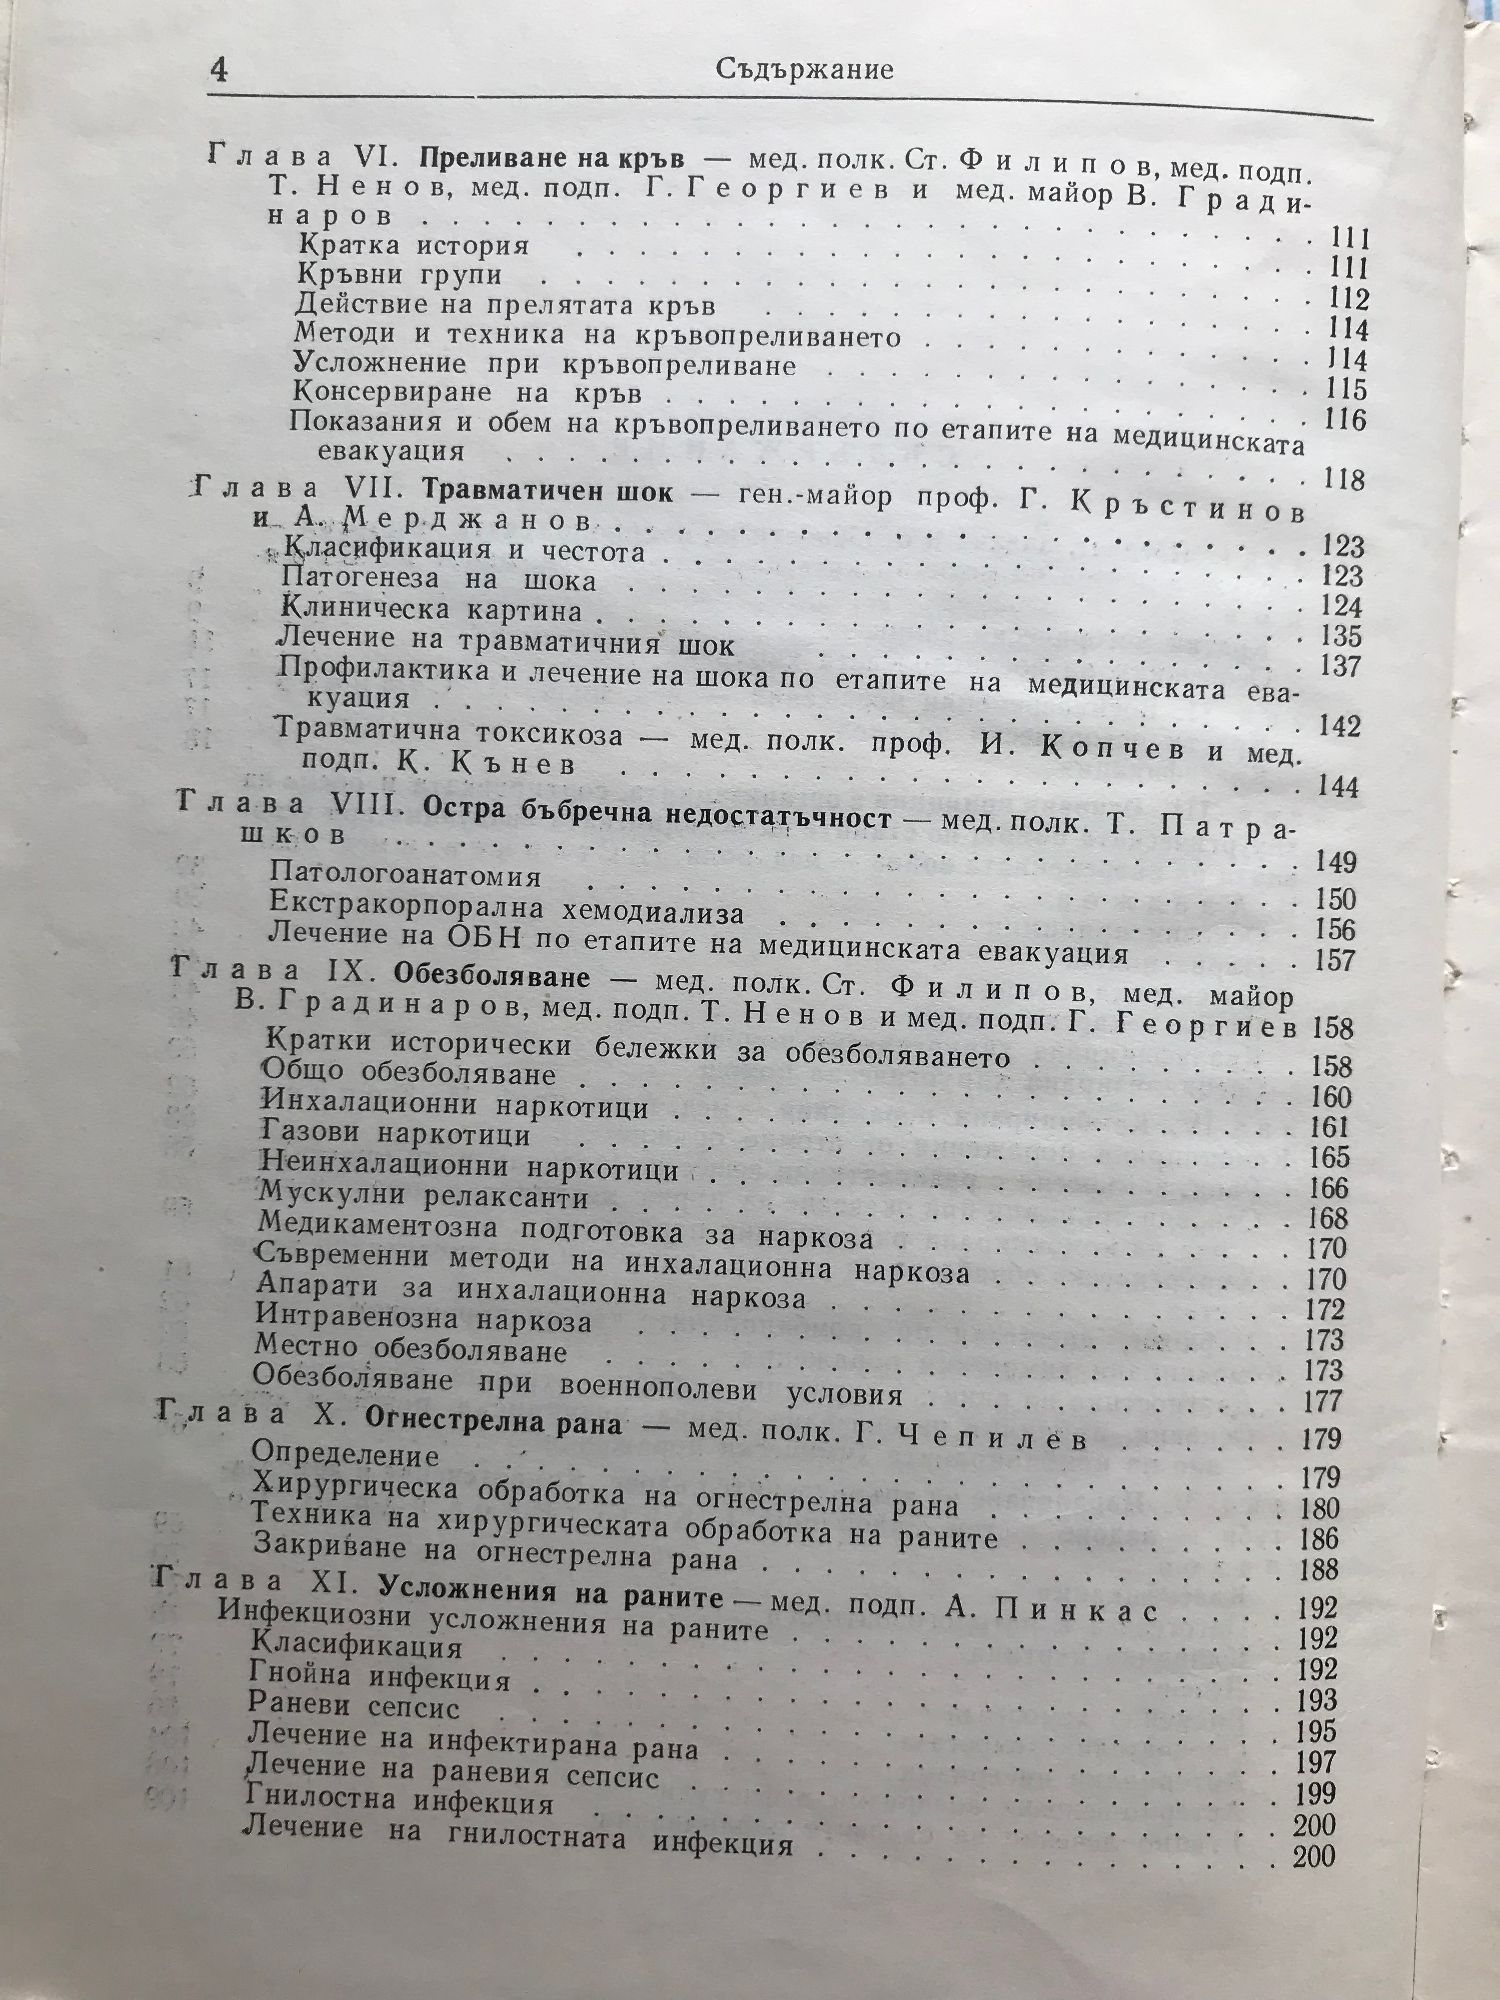 4 Съдържание
Глава VI. Преливане на кръв — мед. полк. Ст. Филипов, мед. подп.
Т. Ненов, мед. подп. Г. Георгиев и мед. майор В. Гради-
наров . . . . . . . . . . . . . . . . . . . . 111
Кратка история . . . . . . . . . . . . . . . . . . . . 111
Кръвни групи . . . . . . . . . . . . . . . . . . . . 112
Действие на прелятата кръв . . . . . . . . . . . . . . . 114
Методи и техника на кръвопреливането . . . . . . . . . . . . 114
Усложнение при кръвопреливане . . . . . . . . . . . . . . 115
Консервиране на кръв . . . . . . . . . . . . . . . . . 116
Показания и обем на кръвопреливането по етапите на медицинската
евакуация . . . . . . . . . . . . . . . . . . . . 118
Глава VII. Травматичен шок — ген.-майор проф. Г. Кръстинов
и А. Мерджанов . . . . . . . . . . . . . . . . . . 123
Класификация и честота . . . . . . . . . . . . . . . . . 123
Патогенеза на шока . . . . . . . . . . . . . . . . . . 124
Клиническа картина . . . . . . . . . . . . . . . . . . 135
Лечение на травматичния шок . . . . . . . . . . . . . . 137
Профилактика и лечение на шока по етапите на медицинската ева-
куация . . . . . . . . . . . . . . . . . . . . . 142
Травматична токсикоза — мед. полк. проф. И. Копчев и мед.
подп. К. Кънев . . . . . . . . . . . . . . . . . . 144
Глава VIII. Остра бъбречна недостатъчност — мед. полк. Т. Патра-
шков . . . . . . . . . . . . . . . . . . . . . 149
Патологоанатомия . . . . . . . . . . . . . . . . . . 150
Екстракорпорална хемодиализа . . . . . . . . . . . . . . 156
Лечение на ОБН по етапите на медицинската евакуация . . . . . 157
Глава IX. Обезболяване — мед. полк. Ст. Филипов, мед. майор
В. Градинаров, мед. подп. Т. Ненов и мед. подп. Г. Георгиев 158
Кратки исторически бележки за обезболяването . . . . . . . . . 158
Общо обезболяване . . . . . . . . . . . . . . . . . . 160
Инхалационни наркотици . . . . . . . . . . . . . . . . 161
Газови наркотици . . . . . . . . . . . . . . . . . . 165
Неинхалационни наркотици . . . . . . . . . . . . . . . 166
Мускулни релаксанти . . . . . . . . . . . . . . . . . 168
Медикаментозна подготовка за наркоза . . . . . . . . . . . 170
Съвременни методи на инхалационна наркоза . . . . . . . . . 170
Апарати за инхалационна наркоза . . . . . . . . . . . . . 172
Интравенозна наркоза . . . . . . . . . . . . . . . . . 173
Местно обезболяване . . . . . . . . . . . . . . . . . 173
Обезболяване при военнополеви условия . . . . . . . . . . . 177
Глава X. Огнестрелна рана — мед. полк. Г. Чепилев . . . . . . 179
Определение . . . . . . . . . . . . . . . . . . . . 179
Хирургическа обработка на огнестрелна рана . . . . . . . . . 180
Техника на хирургическата обработка на раните . . . . . . . . 186
Закриване на огнестрелна рана . . . . . . . . . . . . . . 188
Глава XI. Усложнения на раните — мед. подп. А. Пинкас . . . . 192
Инфекциозни усложнения на раните . . . . . . . . . . . . . 192
Класификация . . . . . . . . . . . . . . . . . . . . 192
Гнойна инфекция . . . . . . . . . . . . . . . . . . . 193
Раневи сепсис . . . . . . . . . . . . . . . . . . . . 195
Лечение на инфектирана рана . . . . . . . . . . . . . . . 197
Лечение на раневия сепсис . . . . . . . . . . . . . . . . 199
Гнилостна инфекция . . . . . . . . . . . . . . . . . . 200
Лечение на гнилостната инфекция . . . . . . . . . . . . . 200